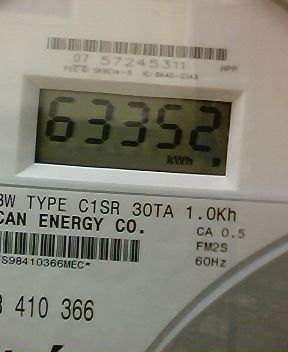 07 57245311
HPP
63352
kWh
3W TYPE C1SR 30TA 1.0Kh
CAN ENERGY CO.
CA 0.5
FM2S
60Hz
S98410366MEC*
410 366